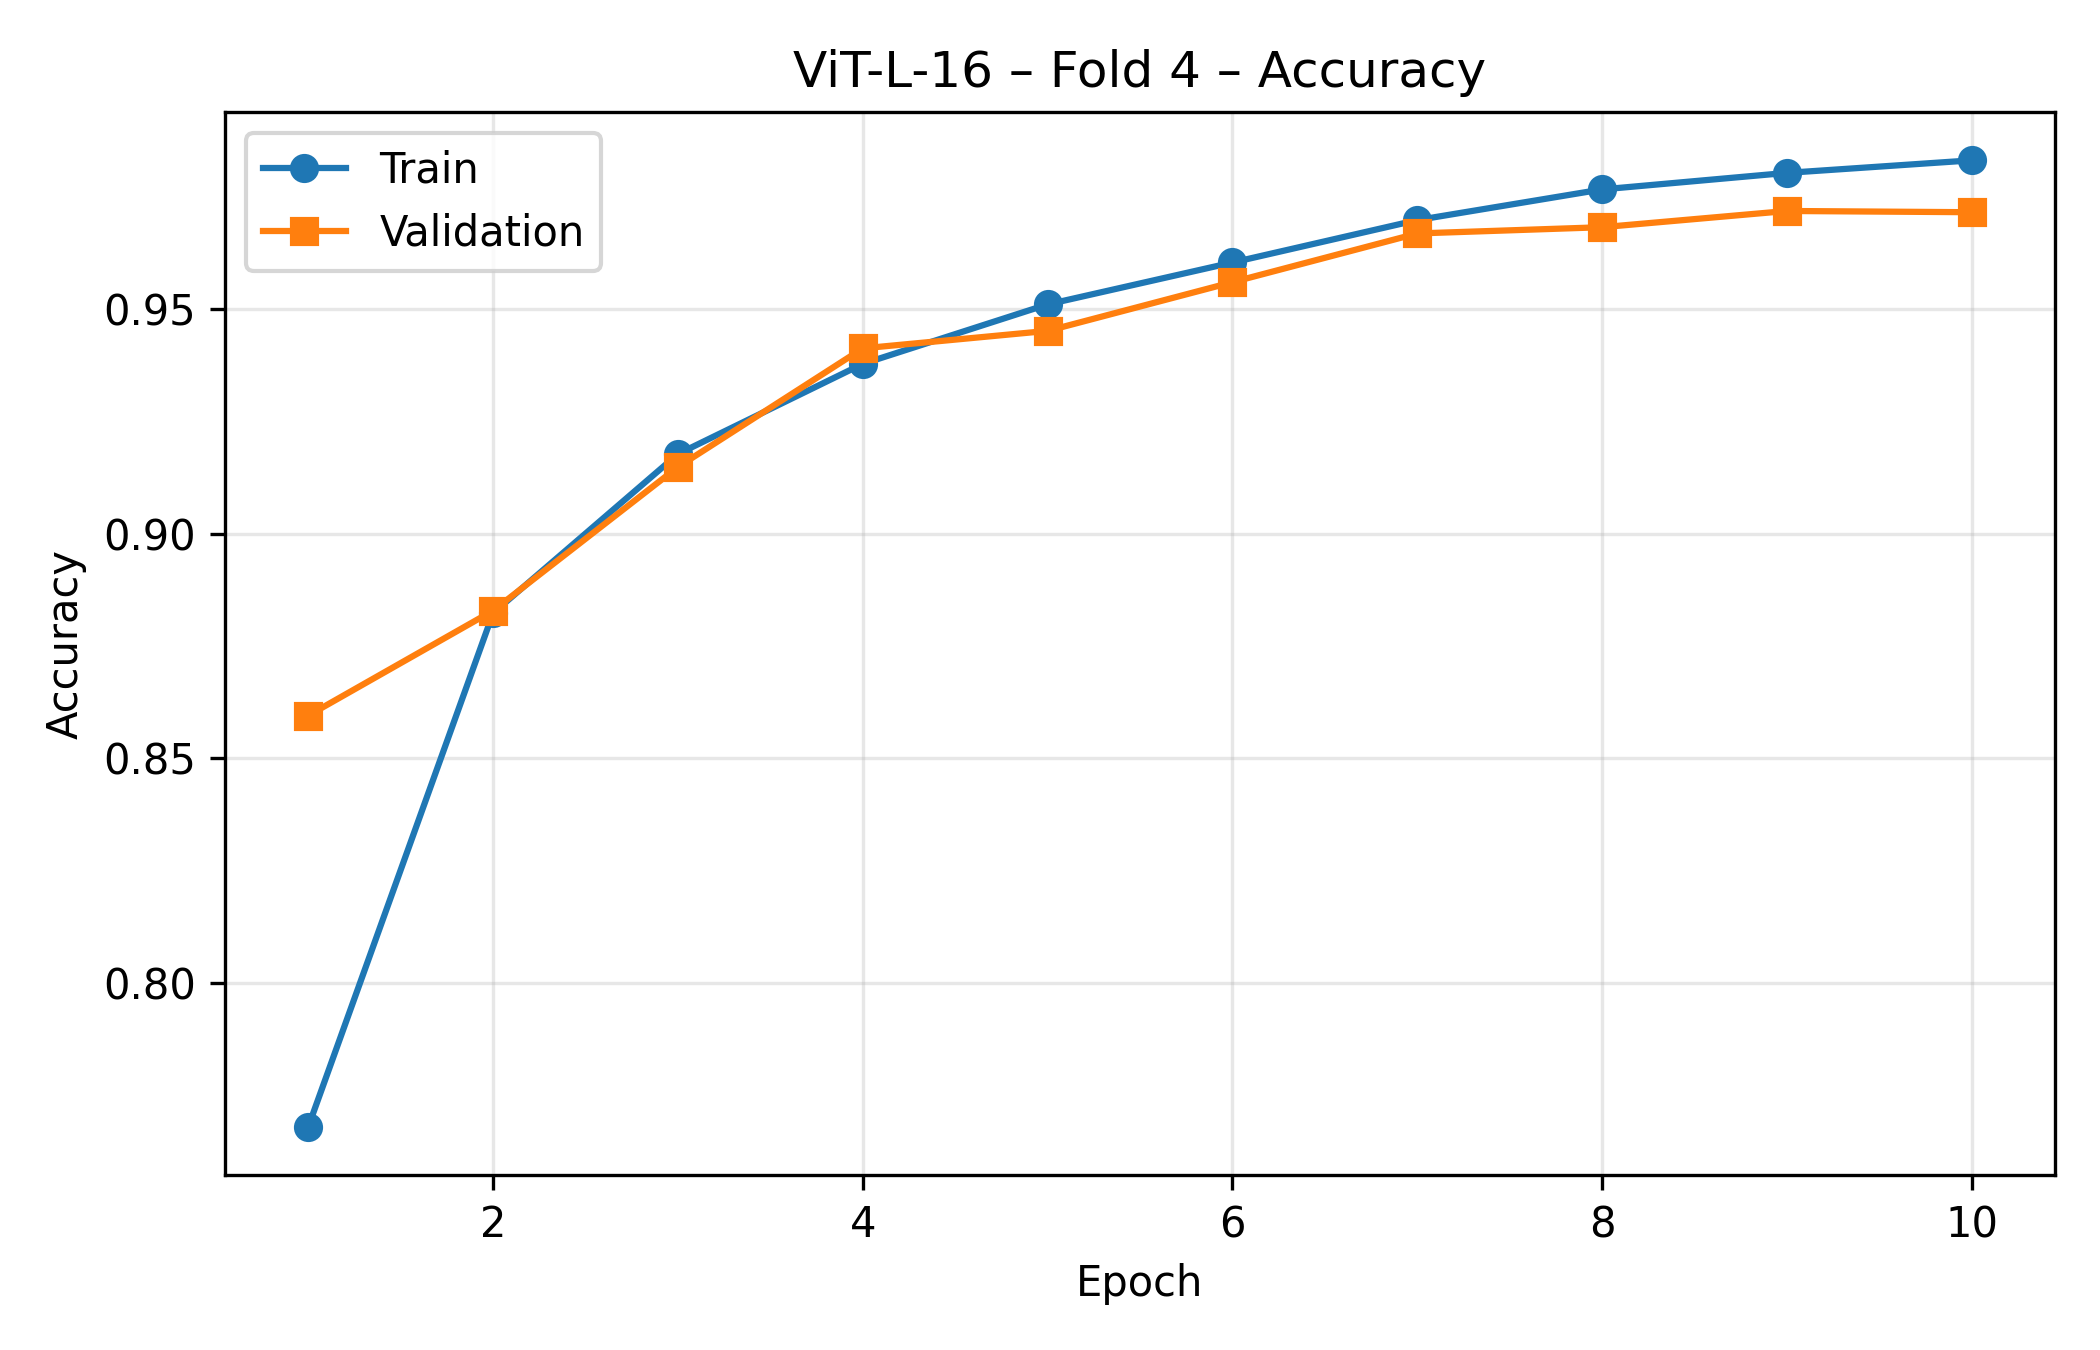 ViT-L-16 – Fold 4 – Accuracy
Train
Validation
0.95
0.90
0.85
0.80
Accuracy
2 4 6 8 10
Epoch